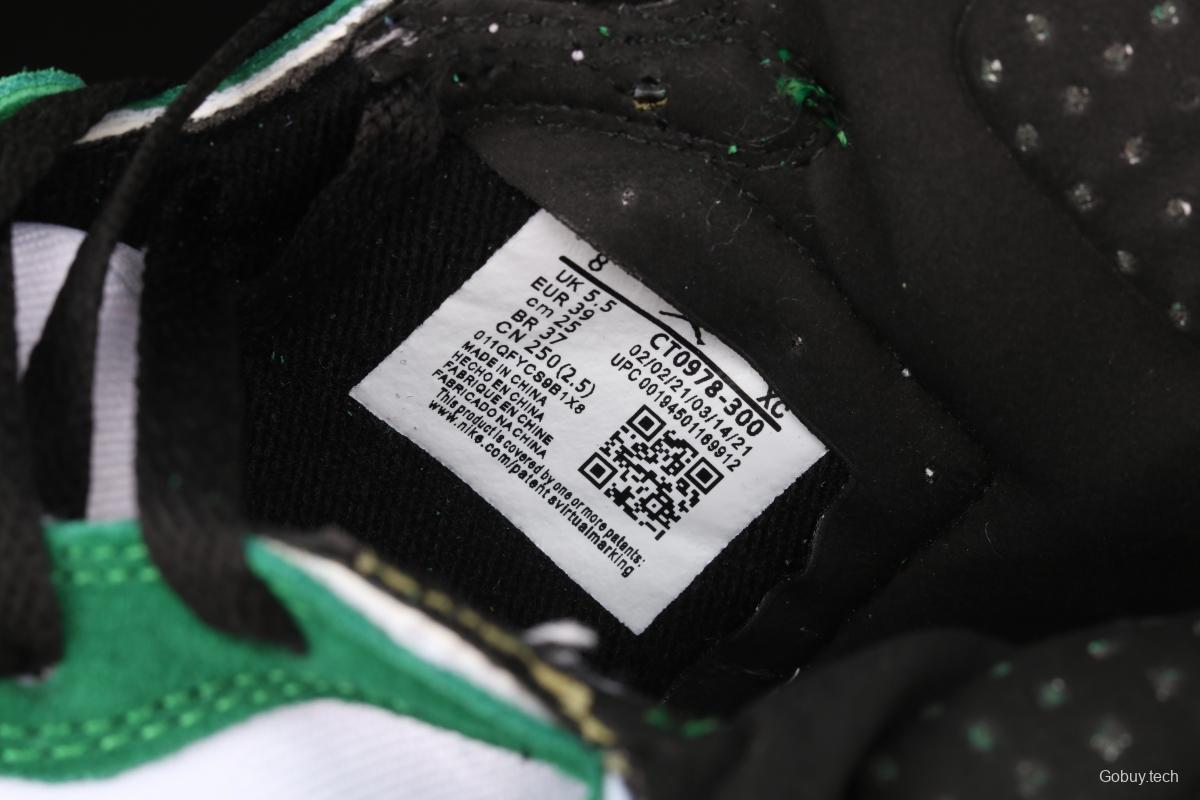 8
UK 5.5
EUR 39
cm 25
BR 37
CN 250(2.5)
011QFYCS9B1X8
MADE IN CHINA
HECHO EN CHINA
FABRIQUE EN CHINE
FABRICADO NA CHINA
This product is covered by one or more patents:
www.nike.com/patentsvirtualmarking
XC
CT0978-300
02/02/21/03/14/21
UPC 00194501169912
Gobuy.tech